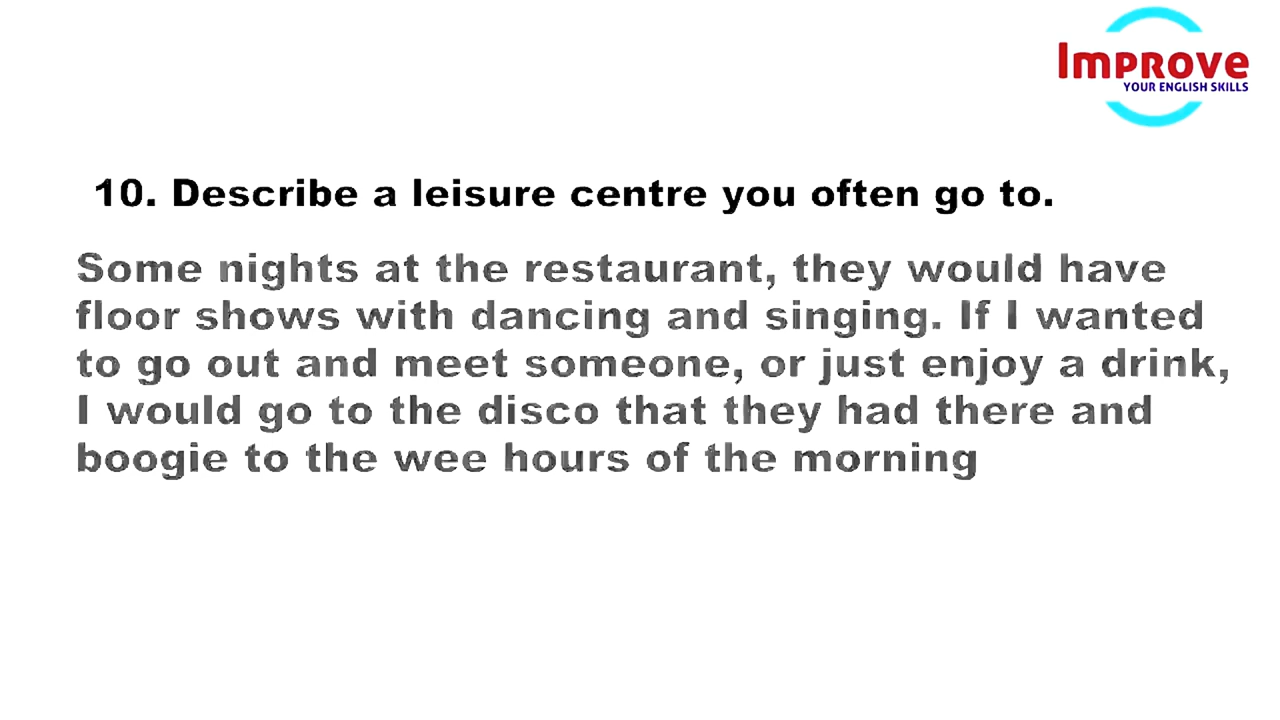 Improve
YOUR ENGLISH SKILLS
10. Describe a leisure centre you often go to.
Some nights at the restaurant, they would have
floor shows with dancing and singing. If I wanted
to go out and meet someone, or just enjoy a drink,
I would go to the disco that they had there and
boogie to the wee hours of the morning